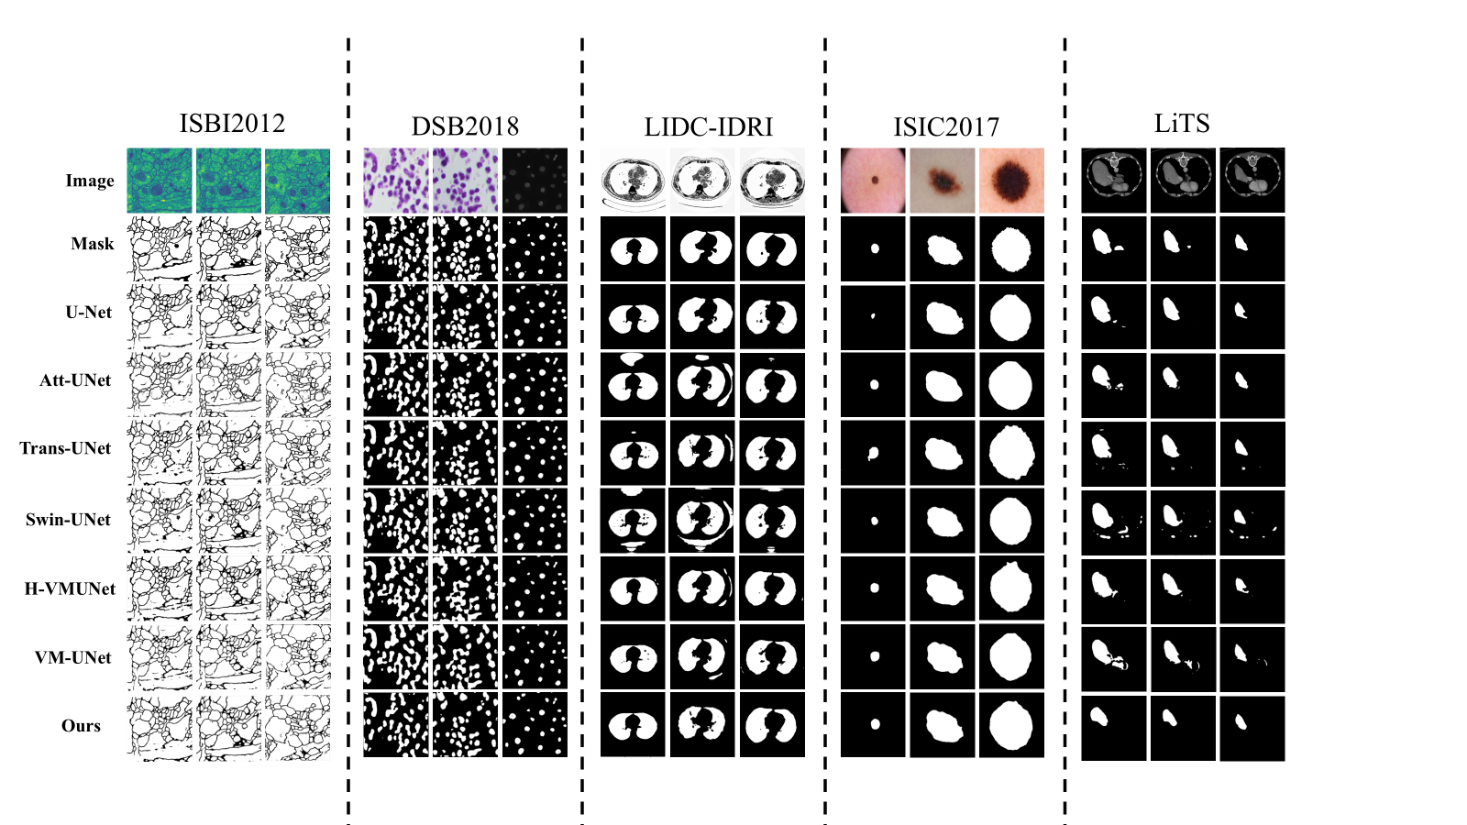 ISBI2012
DSB2018
LIDC-IDRI
ISIC2017
LiTS
Image
Mask
U-Net
Att-UNet
Trans-UNet
Swin-UNet
H-VMUNet
VM-UNet
Ours